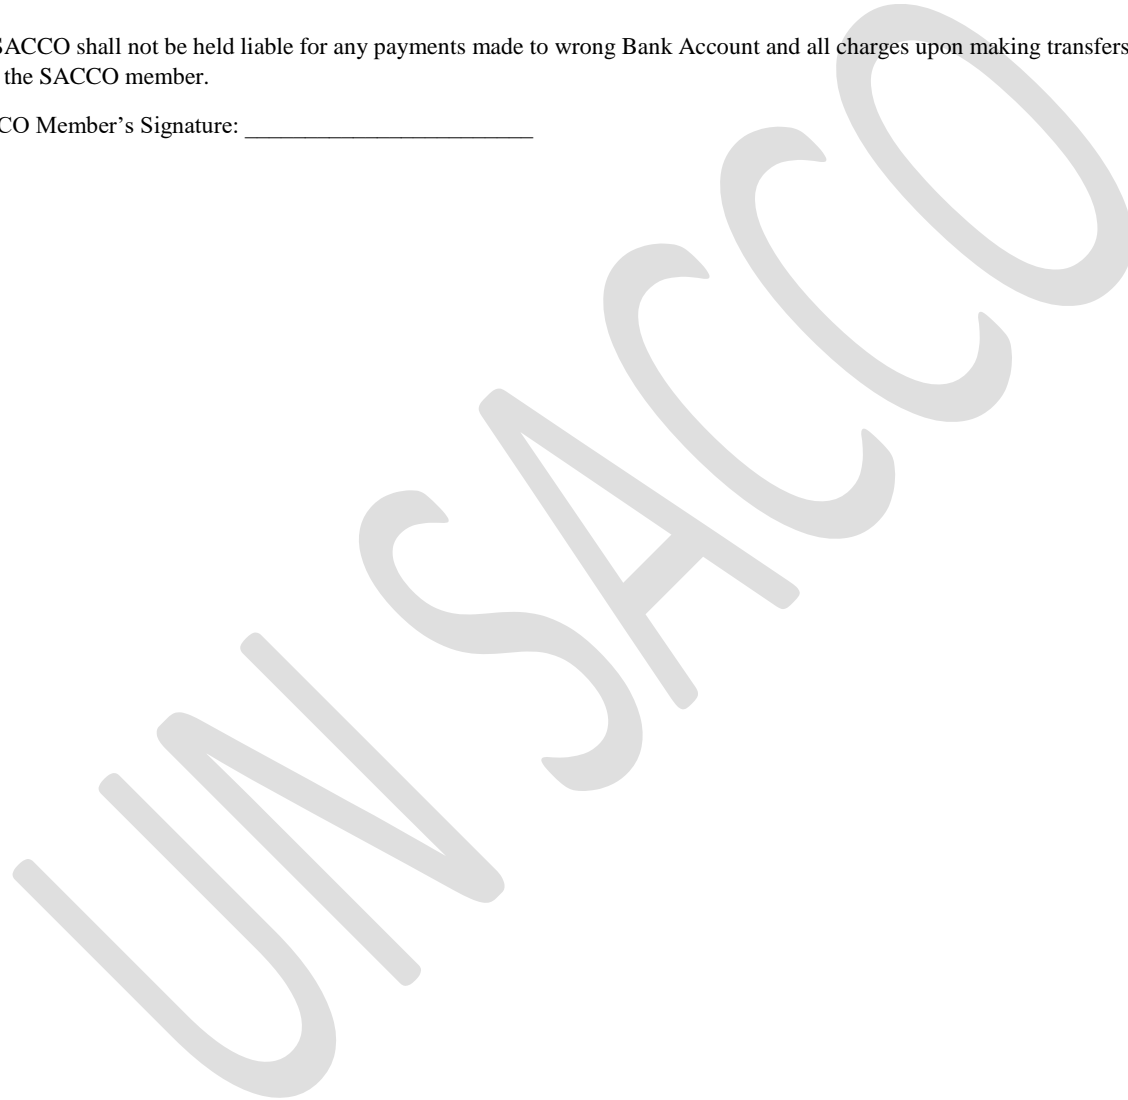 SACCO shall not be held liable for any payments made to wrong Bank Account and all charges upon making transfers
the SACCO member.
CO Member’s Signature: ________________________
UN SACCO